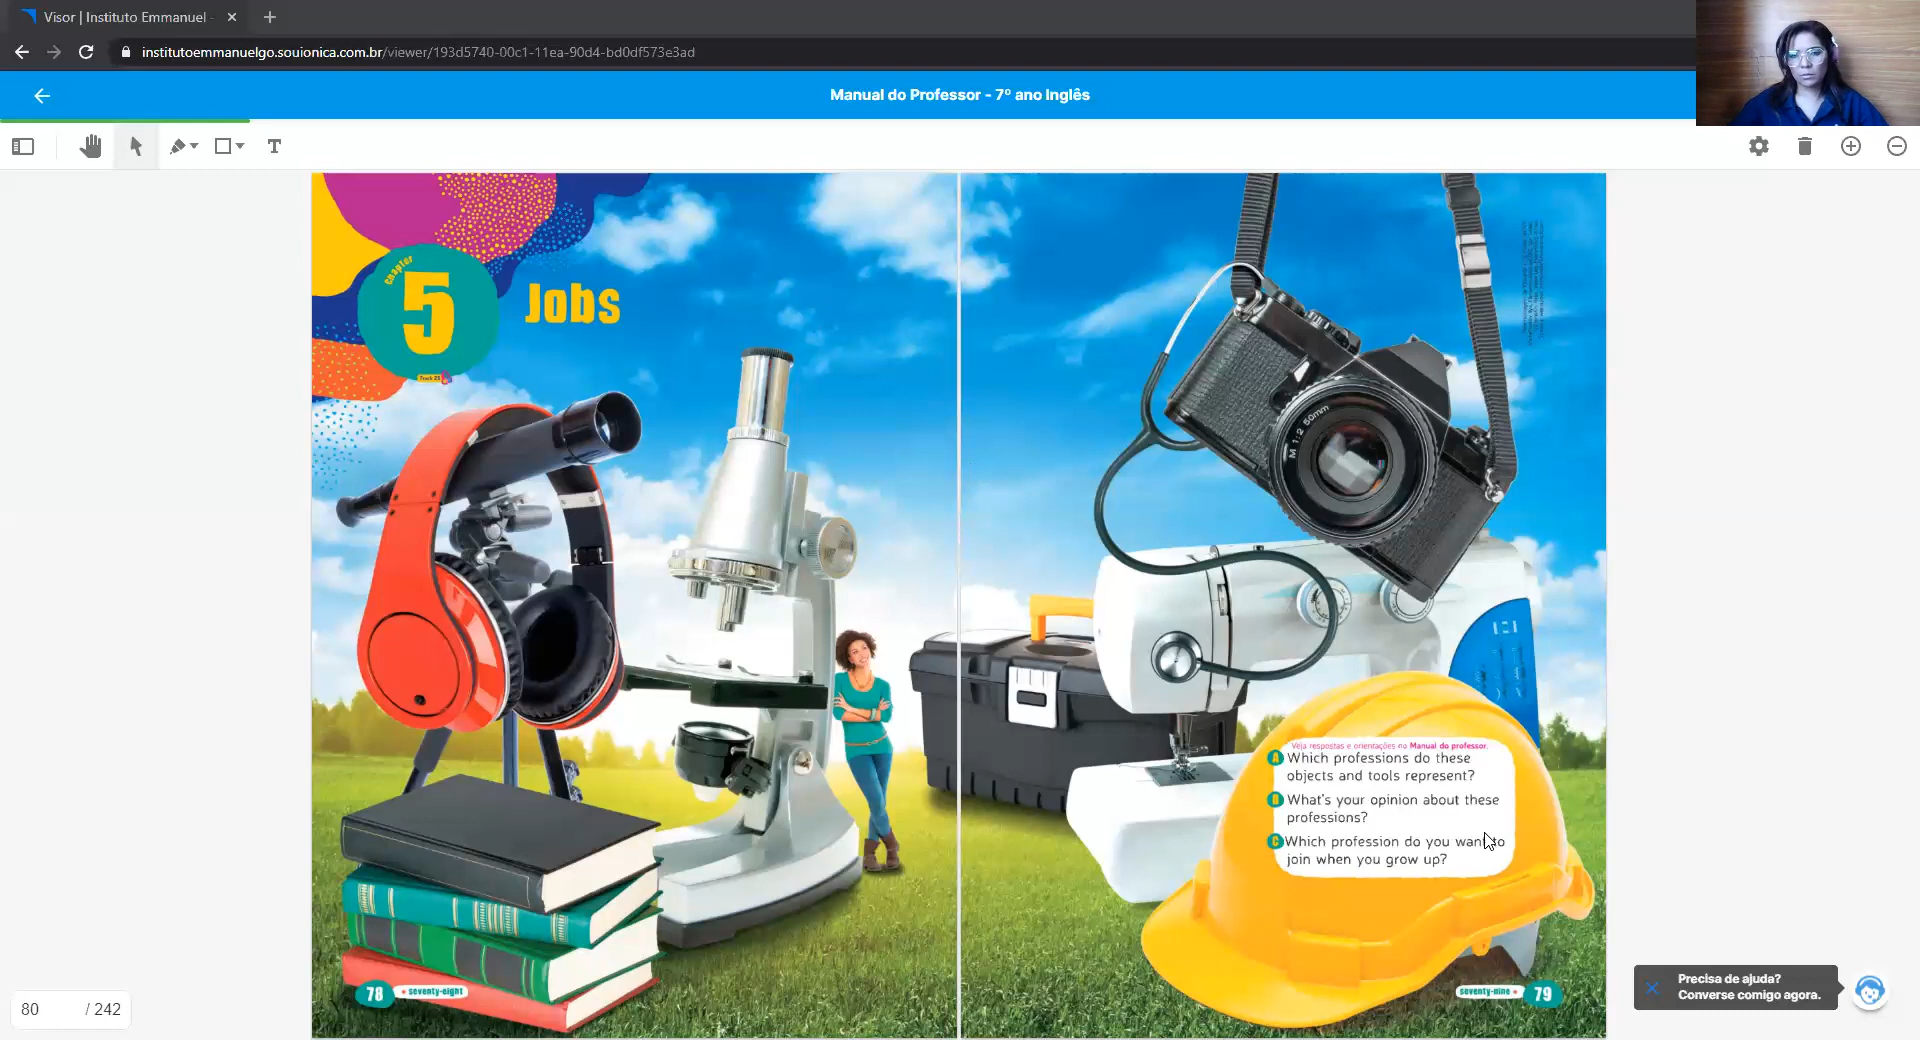 Visor | Instituto Emmanuel -
institutoemmanuelgo.souionica.com.br/viewer/193d5740-00c1-11ea-90d4-bd0df573e3ad
Manual do Professor - 7º ano Inglês
T
chapter
5
Jobs
Track 25
M 1:2 50mm
Veja respostas e orientações no Manual do professor.
A Which professions do these
objects and tools represent?
B What's your opinion about these
professions?
C Which profession do you want to
join when you grow up?
78 seventy-eight
seventy-nine 79
80 / 242
Precisa de ajuda?
Converse comigo agora.